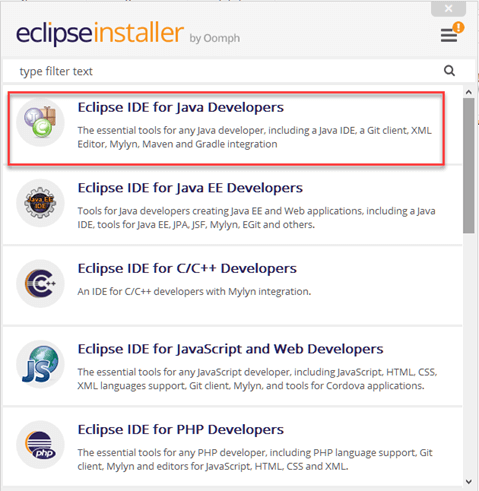 eclipseinstaller by Oomph
type filter text
Eclipse IDE for Java Developers
The essential tools for any Java developer, including a Java IDE, a Git client, XML
Editor, Mylyn, Maven and Gradle integration
Eclipse IDE for Java EE Developers
Java EE
IDE
Tools for Java developers creating Java EE and Web applications, including a Java
IDE, tools for Java EE, JPA, JSF, Mylyn, EGit and others.
Eclipse IDE for C/C++ Developers
C++
An IDE for C/C++ developers with Mylyn integration.
Eclipse IDE for JavaScript and Web Developers
JS
The essential tools for any JavaScript developer, including JavaScript, HTML, CSS,
XML languages support, Git client, Mylyn, and tools for Cordova applications.
Eclipse IDE for PHP Developers
php
The essential tools for any PHP developer, including PHP language support, Git
client, Mylyn and editors for JavaScript, HTML, CSS and XML.